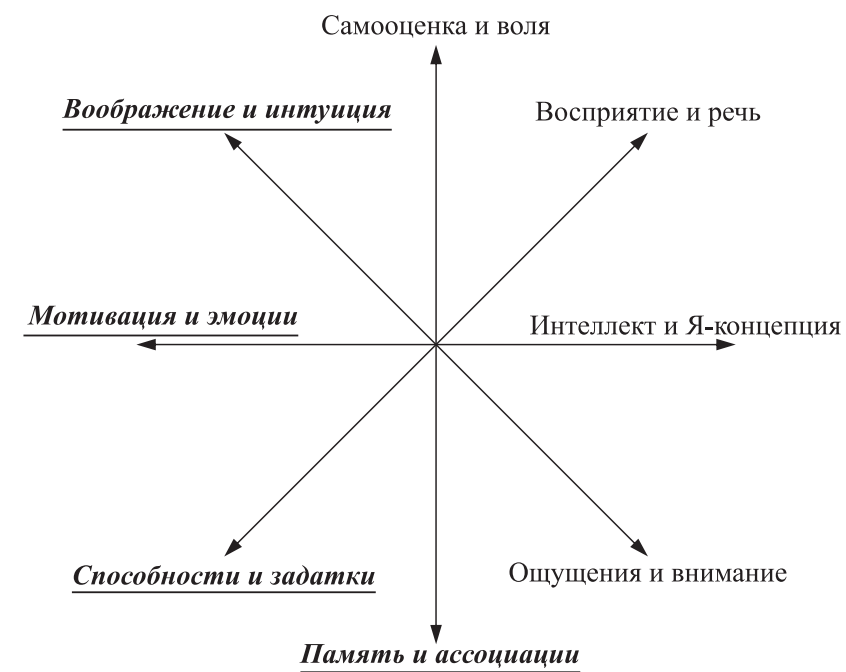 Самооценка и воля
Воображение и интуиция
Восприятие и речь
Мотивация и эмоции
Интеллект и Я-концепция
Способности и задатки
Ощущения и внимание
Память и ассоциации